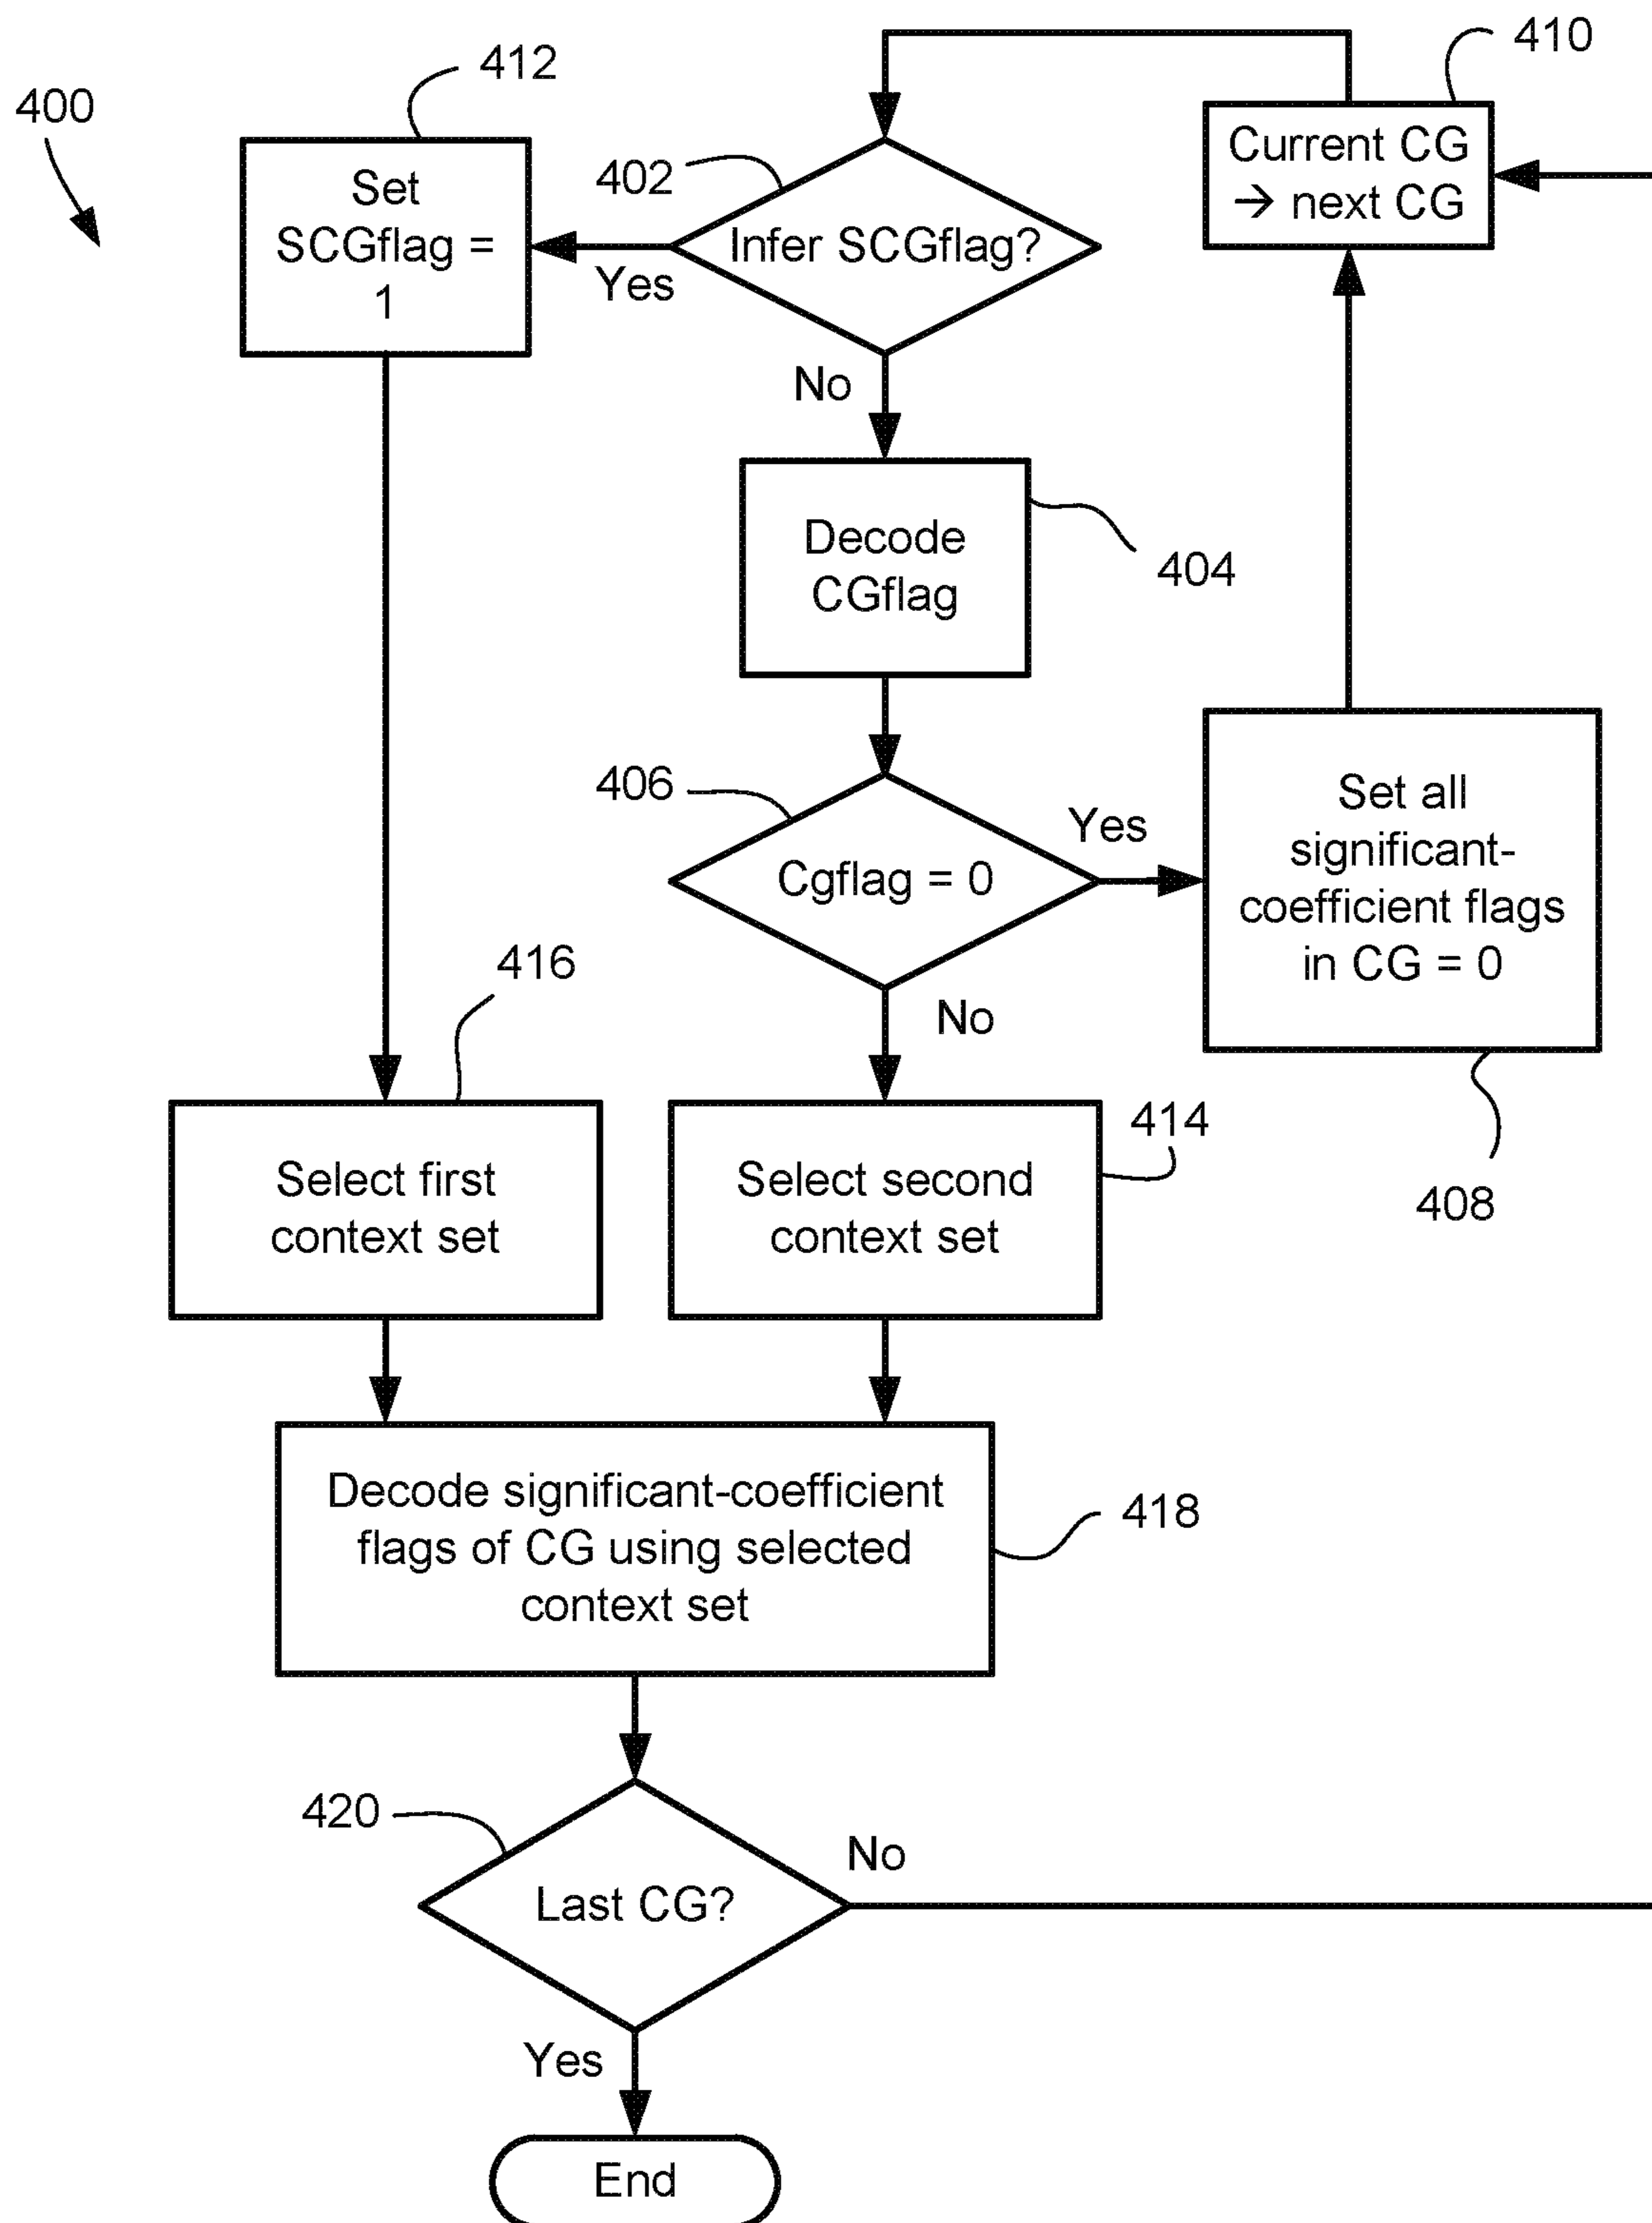 400
412
410
Set
SCGflag =
1
402
Infer SCGflag?
Current CG
→ next CG
Yes
No
Decode
CGflag
404
406
Cgflag = 0
Yes
Set all
significant-
coefficient flags
in CG = 0
408
No
416
Select first
context set
414
Select second
context set
Decode significant-coefficient
flags of CG using selected
context set
418
420
Last CG?
No
Yes
End